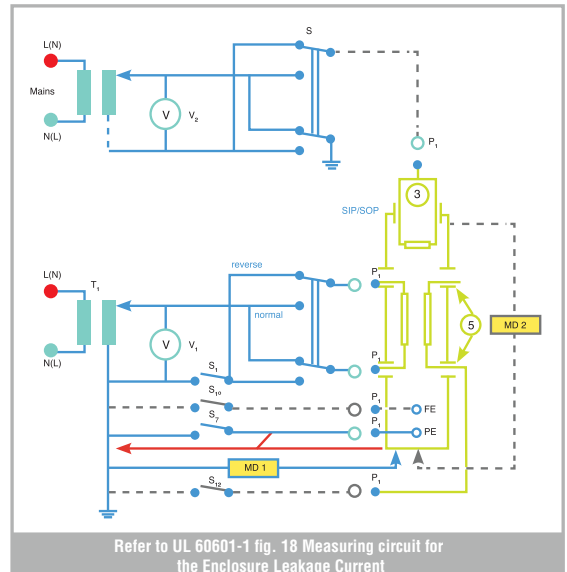 S
L(N)
Mains
V
V2
N(L)
P1
3
SIP/SOP
reverse
L(N)
T1
P1
normal
V
V1
5
MD 2
N(L)
S1
P1
S10
P1
FE
S7
P1
PE
MD 1
S12
P1
Refer to UL 60601-1 fig. 18 Measuring circuit for
the Enclosure Leakage Current